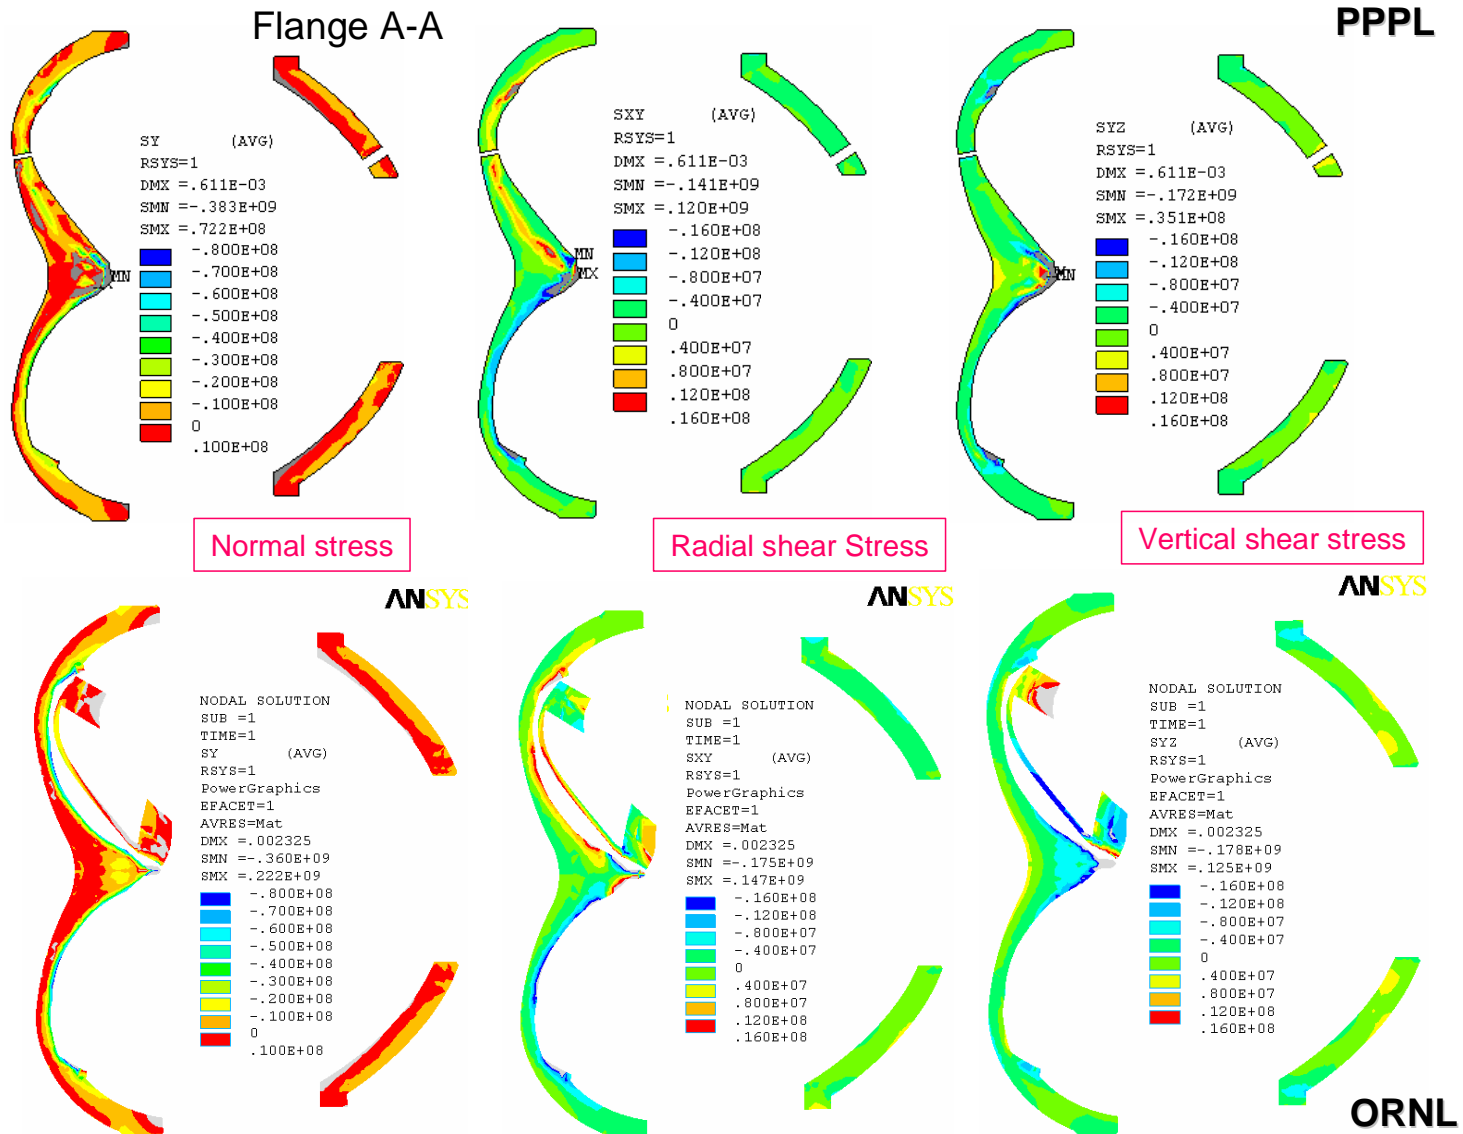 Flange A-A
PPPL
SY (AVG)
RSYS=1
DMX =.611E-03
SMN =-.383E+09
SMX =.722E+08
-.800E+08
-.700E+08
-.600E+08
-.500E+08
-.400E+08
-.300E+08
-.200E+08
-.100E+08
0
.100E+08
MN
SXY (AVG)
RSYS=1
DMX =.611E-03
SMN =-.141E+09
SMX =.120E+09
-.160E+08
-.120E+08
-.800E+07
-.400E+07
0
.400E+07
.800E+07
.120E+08
.160E+08
MN
MX
SYZ (AVG)
RSYS=1
DMX =.611E-03
SMN =-.172E+09
SMX =.351E+08
-.160E+08
-.120E+08
-.800E+07
-.400E+07
0
.400E+07
.800E+07
.120E+08
.160E+08
MN
Normal stress
Radial shear Stress
Vertical shear stress
ANSYS
ANSYS
ANSYS
NODAL SOLUTION
SUB =1
TIME=1
SY (AVG)
RSYS=1
PowerGraphics
EFACET=1
AVRES=Mat
DMX =.002325
SMN =-.360E+09
SMX =.222E+09
-.800E+08
-.700E+08
-.600E+08
-.500E+08
-.400E+08
-.300E+08
-.200E+08
-.100E+08
0
.100E+08
NODAL SOLUTION
SUB =1
TIME=1
SXY (AVG)
RSYS=1
PowerGraphics
EFACET=1
AVRES=Mat
DMX =.002325
SMN =-.175E+09
SMX =.147E+09
-.160E+08
-.120E+08
-.800E+07
-.400E+07
0
.400E+07
.800E+07
.120E+08
.160E+08
NODAL SOLUTION
SUB =1
TIME=1
SYZ (AVG)
RSYS=1
PowerGraphics
EFACET=1
AVRES=Mat
DMX =.002325
SMN =-.178E+09
SMX =.125E+09
-.160E+08
-.120E+08
-.800E+07
-.400E+07
0
.400E+07
.800E+07
.120E+08
.160E+08
ORNL